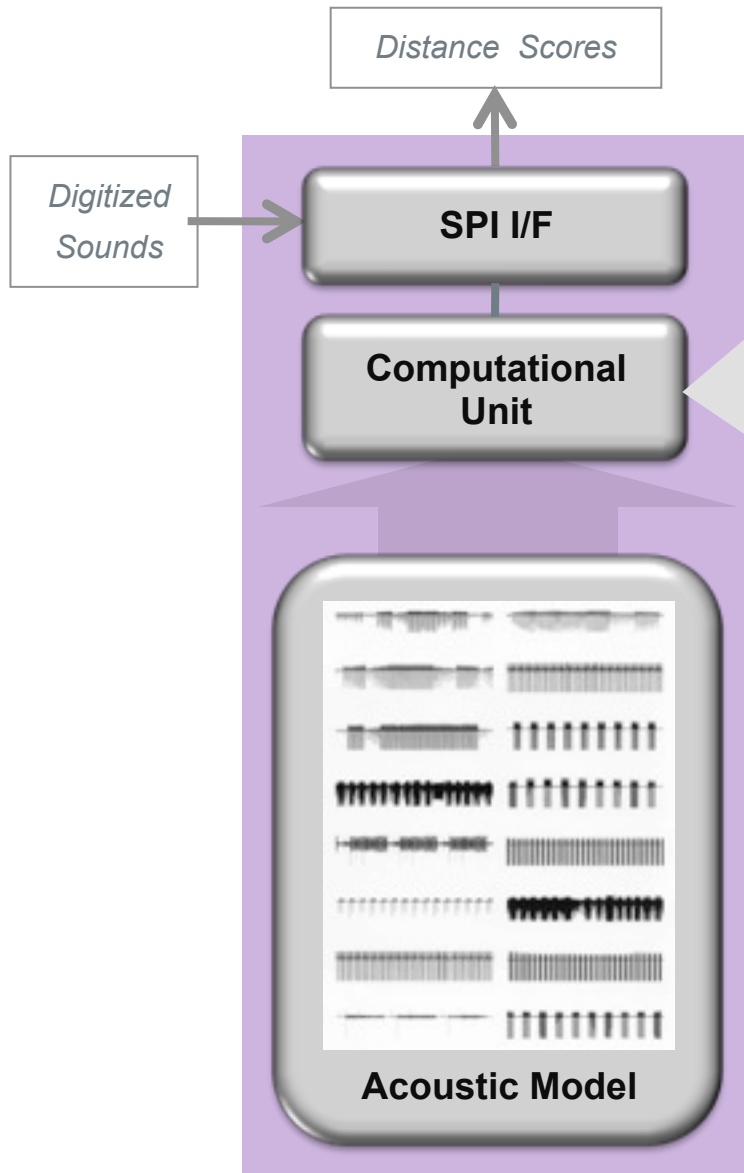 Distance Scores
Digitized
Sounds
SPI I/F
Computational
Unit
Acoustic Model